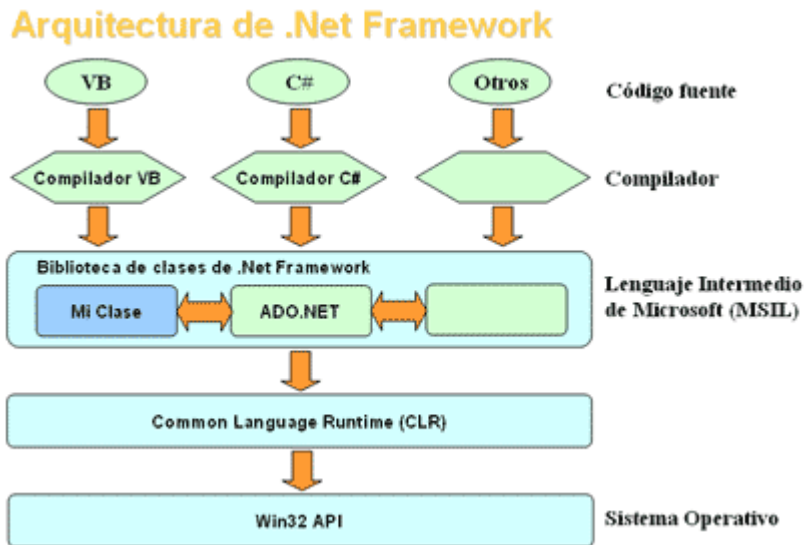 Arquitectura de .Net Framework
VB
C#
Otros
Código fuente
Compilador VB
Compilador C#
Compilador
Biblioteca de clases de .Net Framework
Mi Clase
ADO.NET
Lenguaje Intermedio
de Microsoft (MSIL)
Common Language Runtime (CLR)
Win32 API
Sistema Operativo